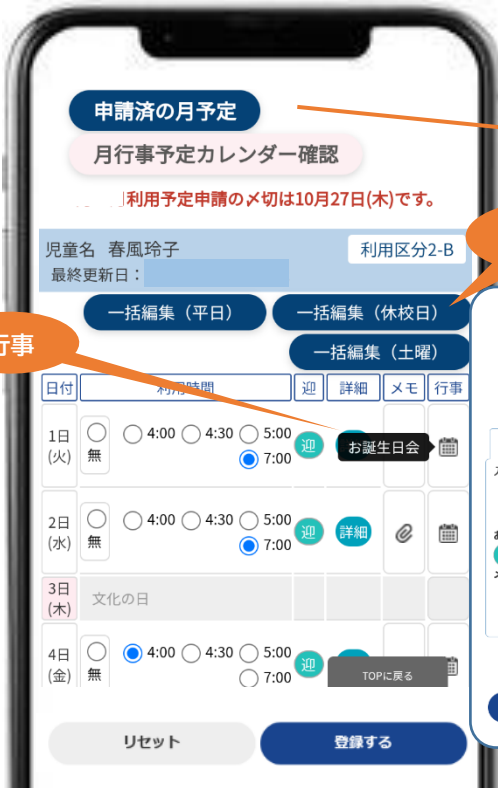 申請済の月予定
月行事予定カレンダー確認
利用予定申請の〆切は10月27日(木)です。
児童名 春風玲子
利用区分2-B
最終更新日：
一括編集（平日）
一括編集（休校日）
一括編集（土曜）
行事
日付 利用時間 迎 詳細 メモ 行事
1日 4:00 4:30 5:00 迎 お誕生日会
(火) 無 7:00
2日 4:00 4:30 5:00 迎 詳細
(水) 無 7:00
3日
(木) 文化の日
4日 4:00 4:30 5:00 迎
(金) 無 7:00
TOPに戻る
リセット 登録する